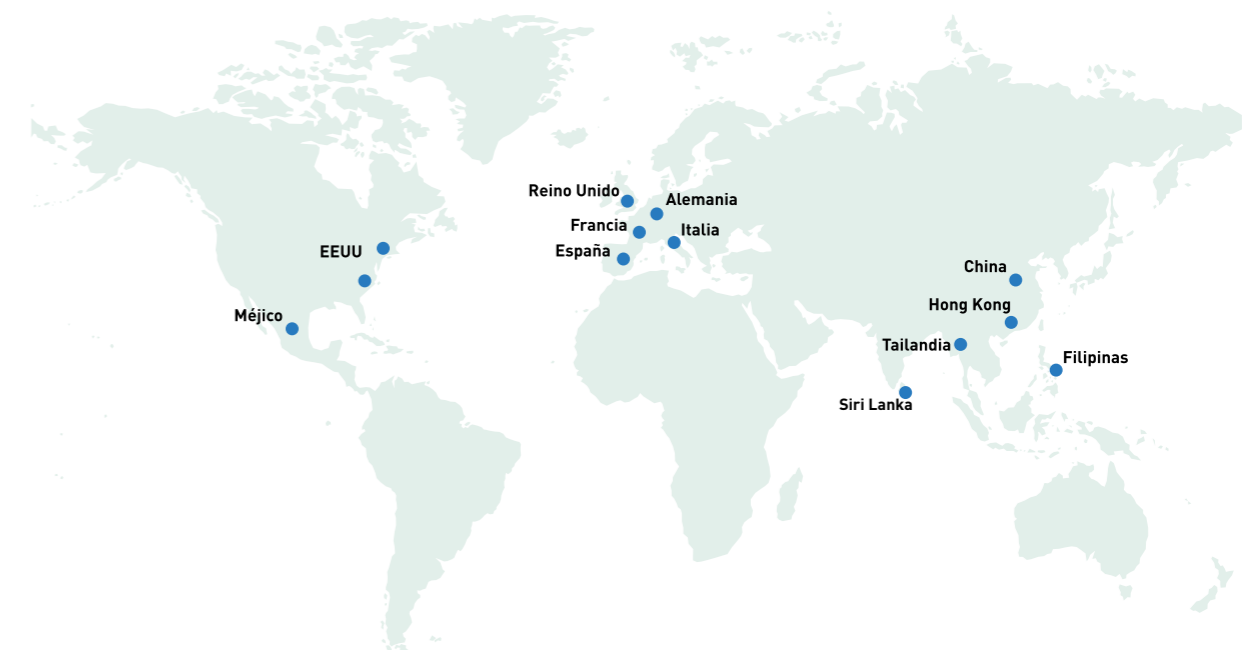 Reino Unido
Alemania
Francia
Italia
España
EEUU
China
Hong Kong
Méjico
Tailandia
Filipinas
Siri Lanka